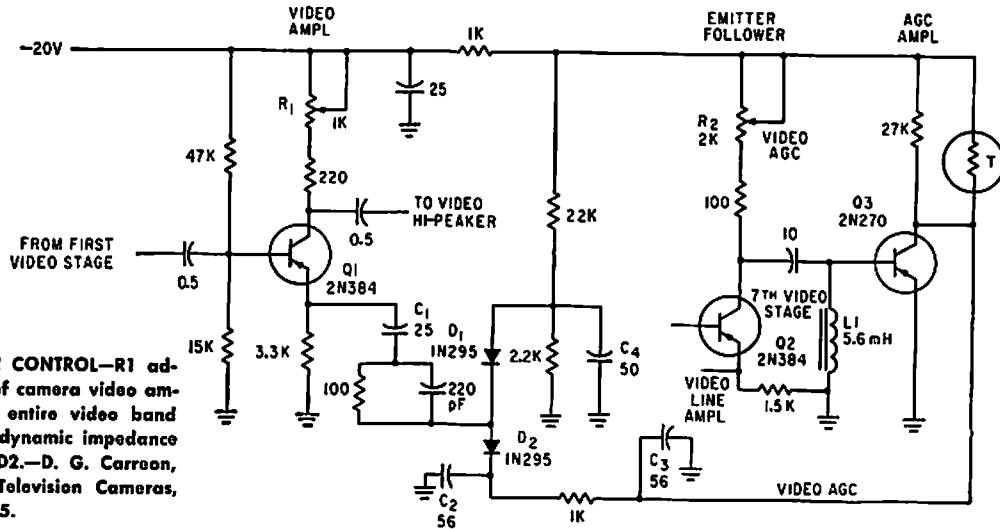 VIDEO
AMPL
EMITTER
FOLLOWER
AGC
AMPL
-20V
1K
25
R1
1K
R2
2K
VIDEO
AGC
27K
T
47K
220
TO VIDEO
HI-PEAKER
0.5
22K
100
Q3
2N270
10
FROM FIRST
VIDEO STAGE
0.5
Q1
2N384
7TH VIDEO
STAGE
Q2
2N384
L1
5.6 mH
C1
25
D1
1N295
15K
3.3K
2.2K
C4
50
100
220
pF
VIDEO
LINE
AMPL
1.5K
CONTROL—R1 ad-
of camera video am-
entire video band
dynamic impedance
D2.—D. G. Carreon,
Television Cameras,
5.
D2
1N295
C2
56
1K
C3
56
VIDEO AGC